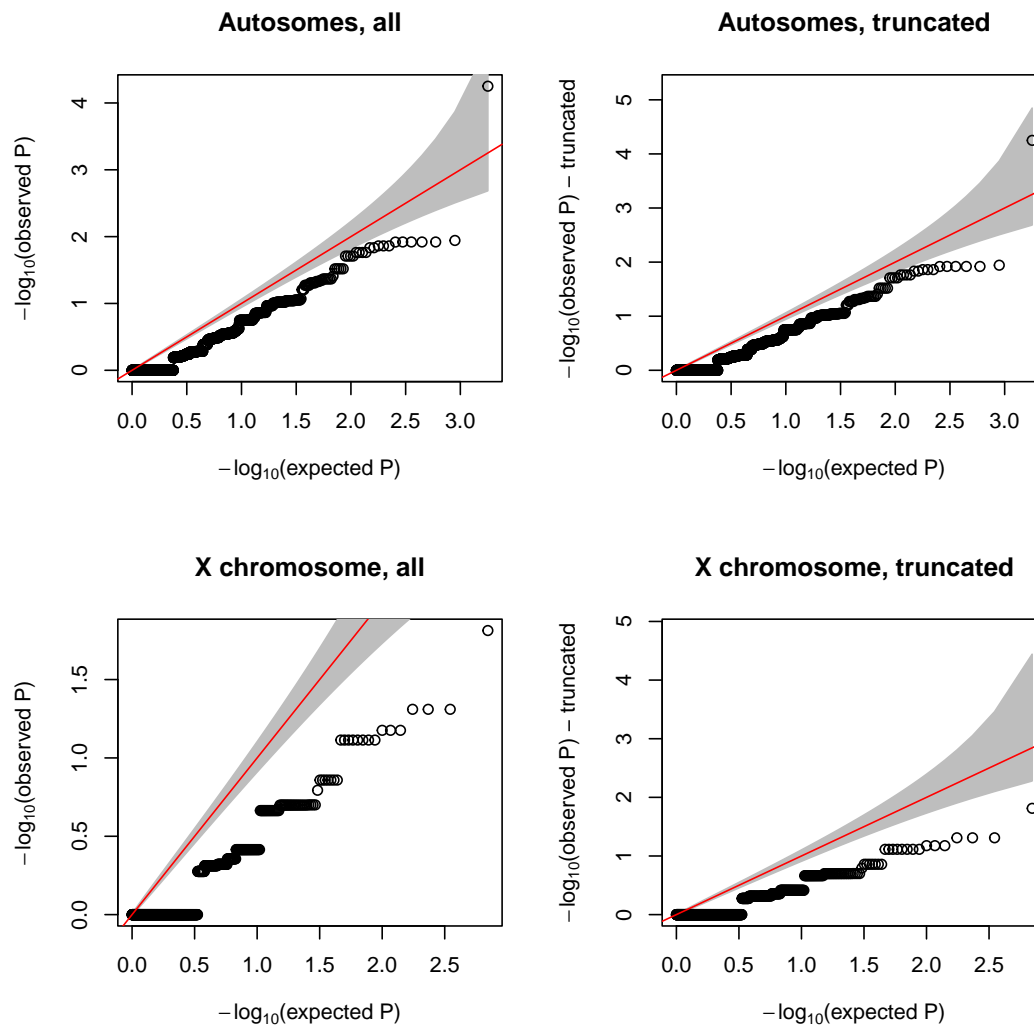 Autosomes, all
−log10(observed P)
4
3
2
1
0
0.0 0.5 1.0 1.5 2.0 2.5 3.0
−log10(expected P)
Autosomes, truncated
−log10(observed P) − truncated
5
4
3
2
1
0
0.0 0.5 1.0 1.5 2.0 2.5 3.0
−log10(expected P)
X chromosome, all
−log10(observed P)
1.5
1.0
0.5
0.0
0.0 0.5 1.0 1.5 2.0 2.5
−log10(expected P)
X chromosome, truncated
−log10(observed P) − truncated
5
4
3
2
1
0
0.0 0.5 1.0 1.5 2.0 2.5
−log10(expected P)